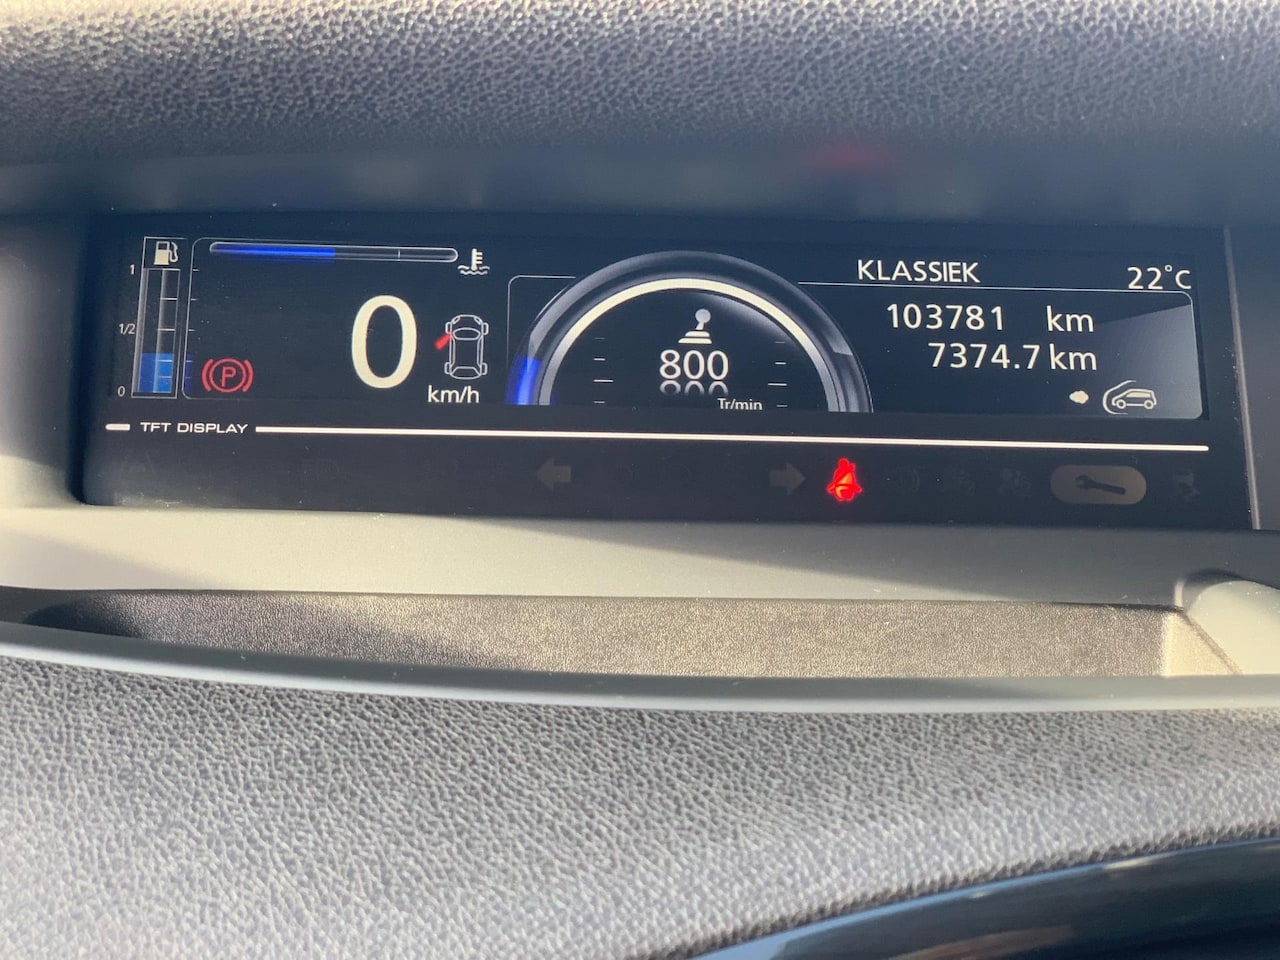 KLASSIEK
22°C
1
1/2
0
P
0
km/h
800
Tr/min
103781 km
7374.7 km
TFT DISPLAY